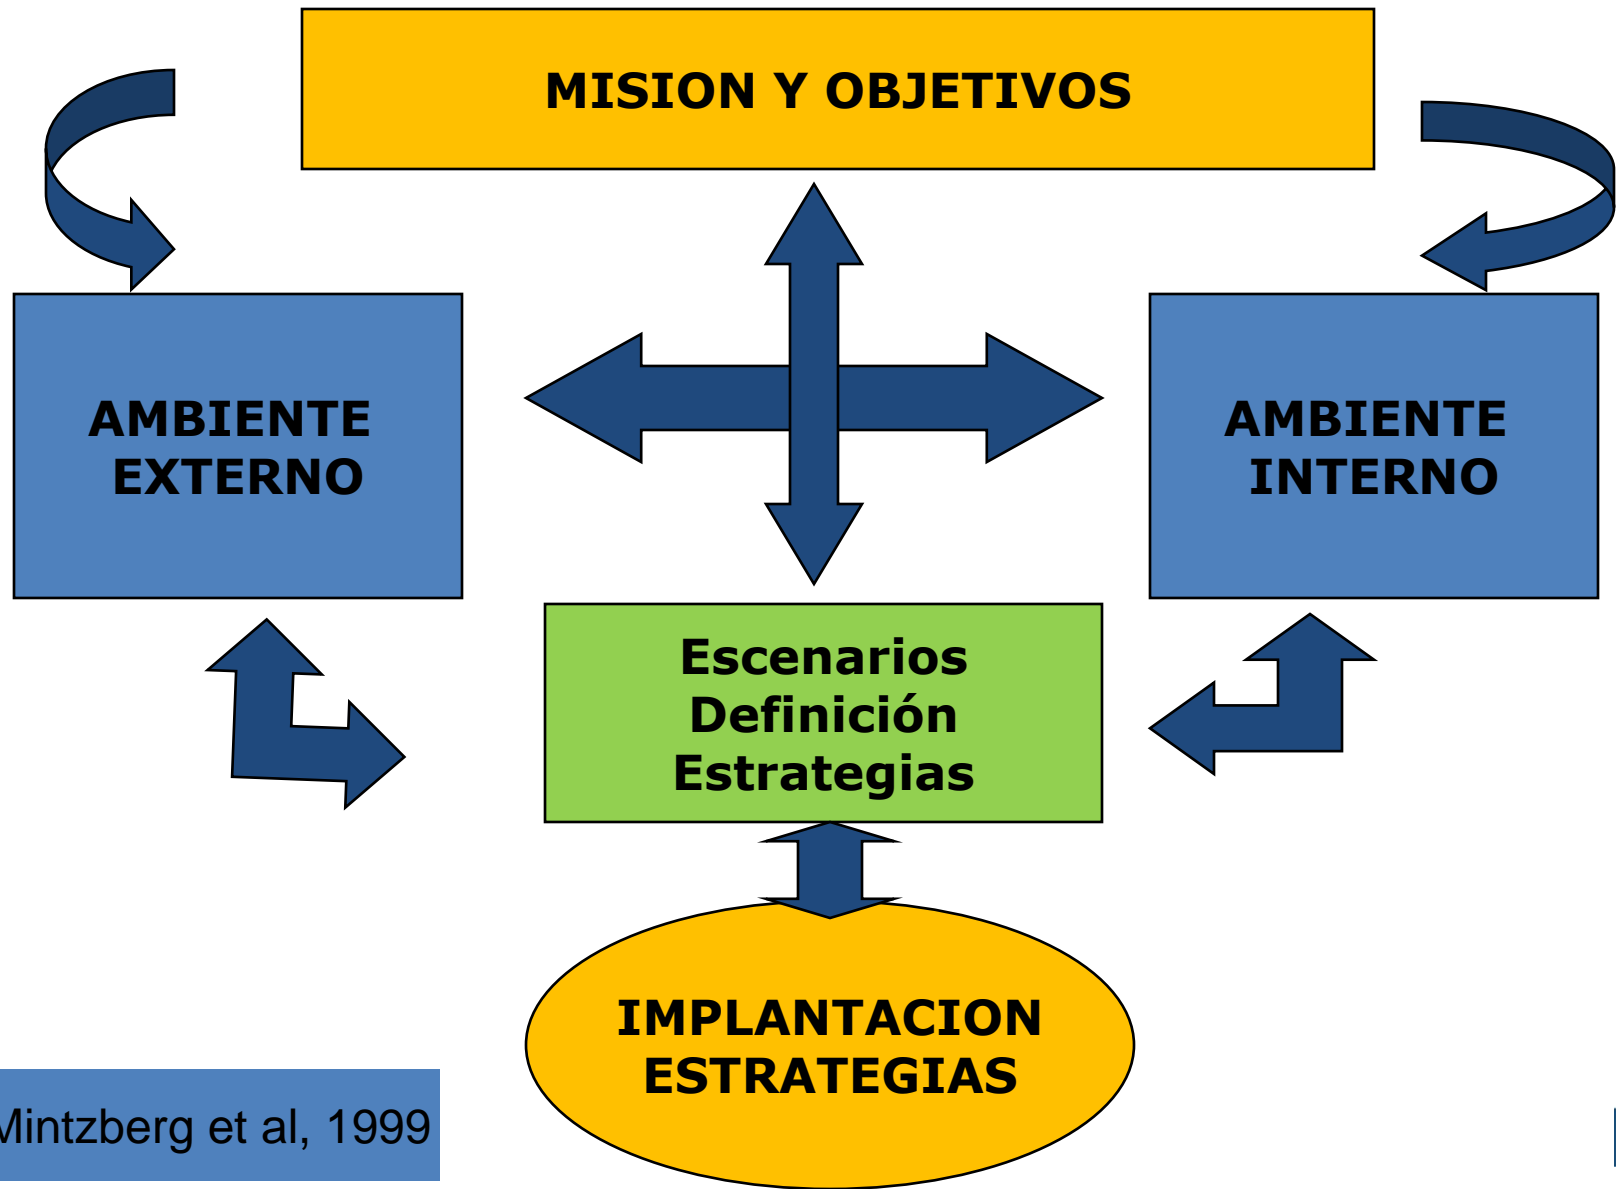 MISION Y OBJETIVOS
AMBIENTE
EXTERNO
AMBIENTE
INTERNO
Escenarios
Definición
Estrategias
IMPLANTACION
ESTRATEGIAS
Mintzberg et al, 1999